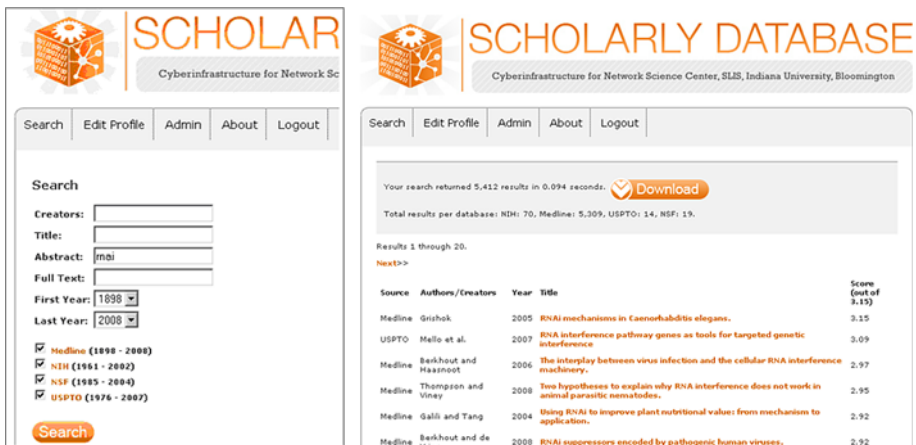 SCHOLAR
Cyberinfrastructure for Network Sc
Search Edit Profile Admin About Logout
Search
Creators:
Title:
Abstract: rnai
Full Text:
First Year: 1898
Last Year: 2008
Medline (1898 - 2008)
NIH (1961 - 2002)
NSF (1985 - 2004)
USPTO (1976 - 2007)
Search
SCHOLARLY DATABASE
Cyberinfrastructure for Network Science Center, SLIS, Indiana University, Bloomington
Search Edit Profile Admin About Logout
Your search returned 5,412 results in 0.094 seconds. Download
Total results per database: NIH: 70, Medline: 5,309, USPTO: 14, NSF: 19.
Results 1 through 20.
Next>>
Source Authors/Creators Year Title Score (out of 3.15)
Medline Grishok 2005 RNAi mechanisms in Caenorhabditis elegans. 3.15
USPTO Mello et al. 2007 RNA interference pathway genes as tools for targeted genetic
interference 3.09
Medline Berkhout and Haasnoot 2006 The interplay between virus infection and the cellular RNA interference
machinery. 2.97
Medline Thompson and Viney 2008 Two hypotheses to explain why RNA interference does not work in
animal parasitic nematodes. 2.95
Medline Galili and Tang 2004 Using RNAi to improve plant nutritional value: from mechanism to
application. 2.92
Medline Berkhout and de 2008 RNAi suppressors encoded by pathogenic human viruses. 2.92